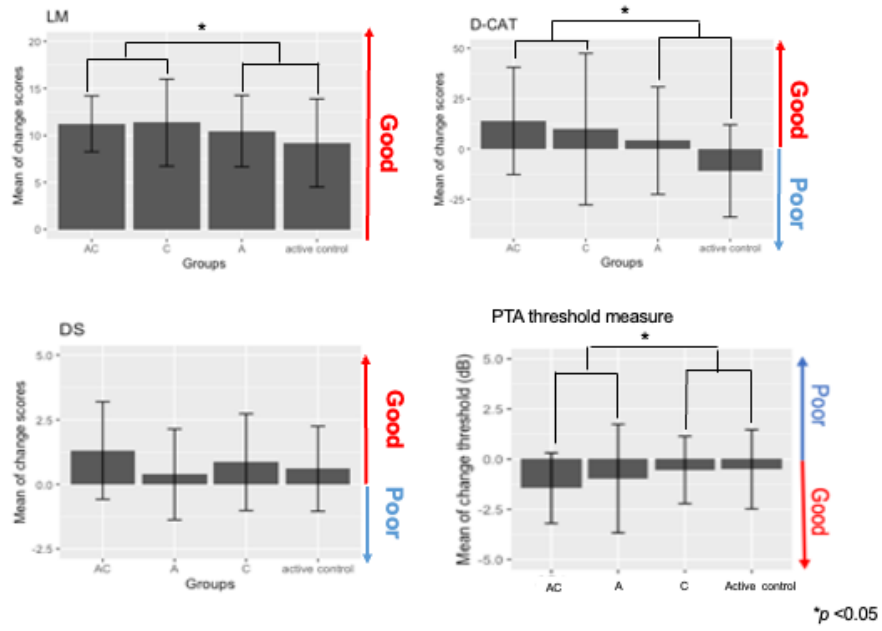 LM
*
20
15
10
5
0
Mean of change scores
AC
C
A
active control
Groups
Good
D-CAT
*
50
25
0
-25
Mean of change scores
AC
C
A
active control
Groups
Good
Poor
DS
5.0
2.5
0.0
-2.5
Mean of change scores
AC
A
C
active control
Groups
Good
Poor
PTA threshold measure
*
5.0
2.5
0.0
-2.5
-5.0
Mean of change threshold (dB)
AC
A
C
Active control
Poor
Good
*p <0.05